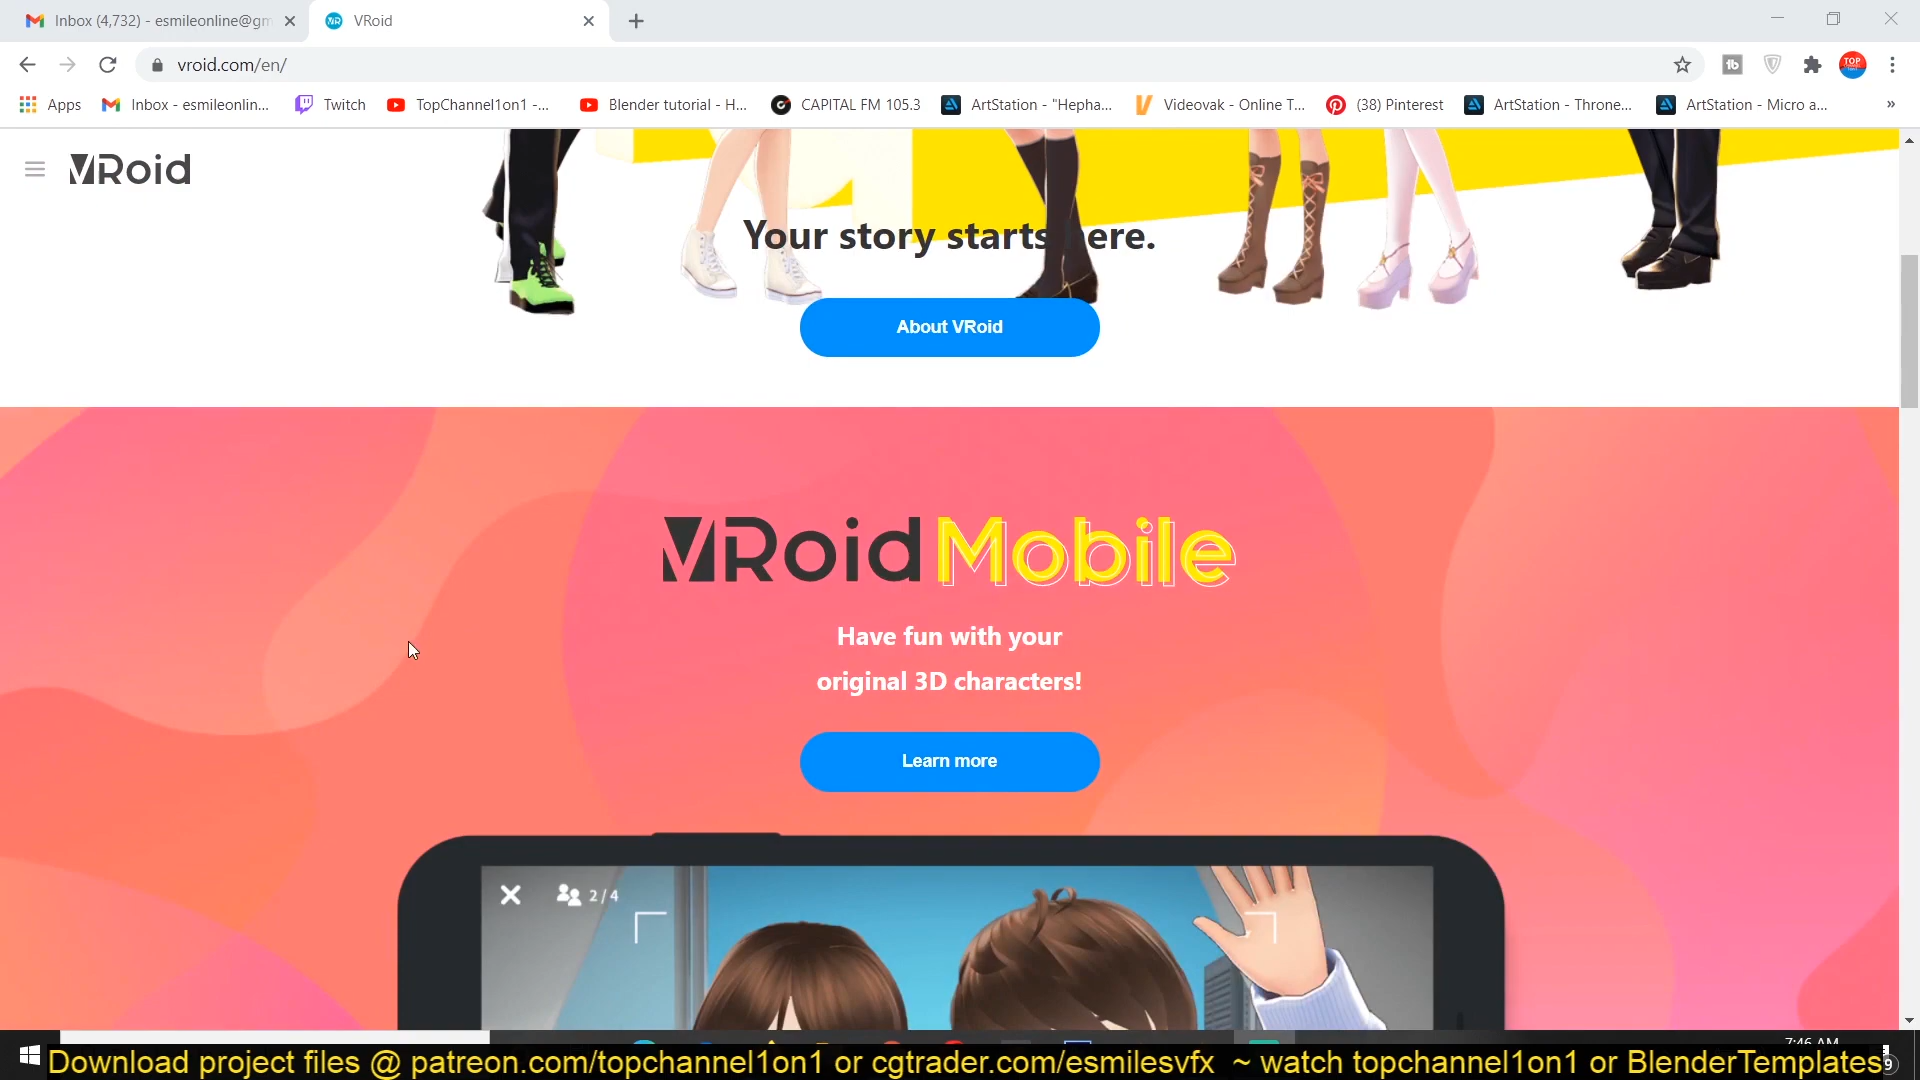 Inbox (4,732) - esmileonline@gm
VRoid
vroid.com/en/
Apps
Inbox - esmileonlin...
Twitch
TopChannel1on1 -...
Blender tutorial - H...
CAPITAL FM 105.3
ArtStation - "Hepha...
Videovak - Online T...
(38) Pinterest
ArtStation - Throne...
ArtStation - Micro a...
»
VRoid
Your story starts here.
About VRoid
VRoid Mobile
Have fun with your
original 3D characters!
Learn more
2/4
7:46 AM
Download project files @ patreon.com/topchannel1on1 or cgtrader.com/esmilesvfx ~ watch topchannel1on1 or BlenderTemplates